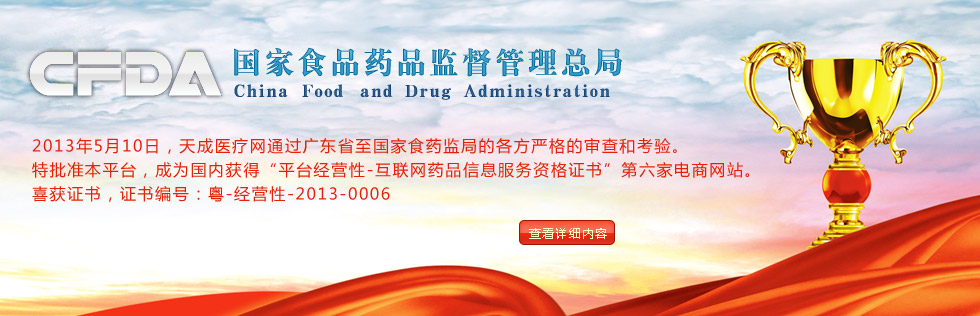 CFDA 国家食品药品监督管理总局
China Food and Drug Administration
2013年5月10日，天成医疗网通过广东省至国家食药监局的各方严格的审查和考验。
特批准本平台，成为国内获得“平台经营性-互联网药品信息服务资格证书”第六家电商网站。
喜获证书，证书编号：粤-经营性-2013-0006
查看详细内容